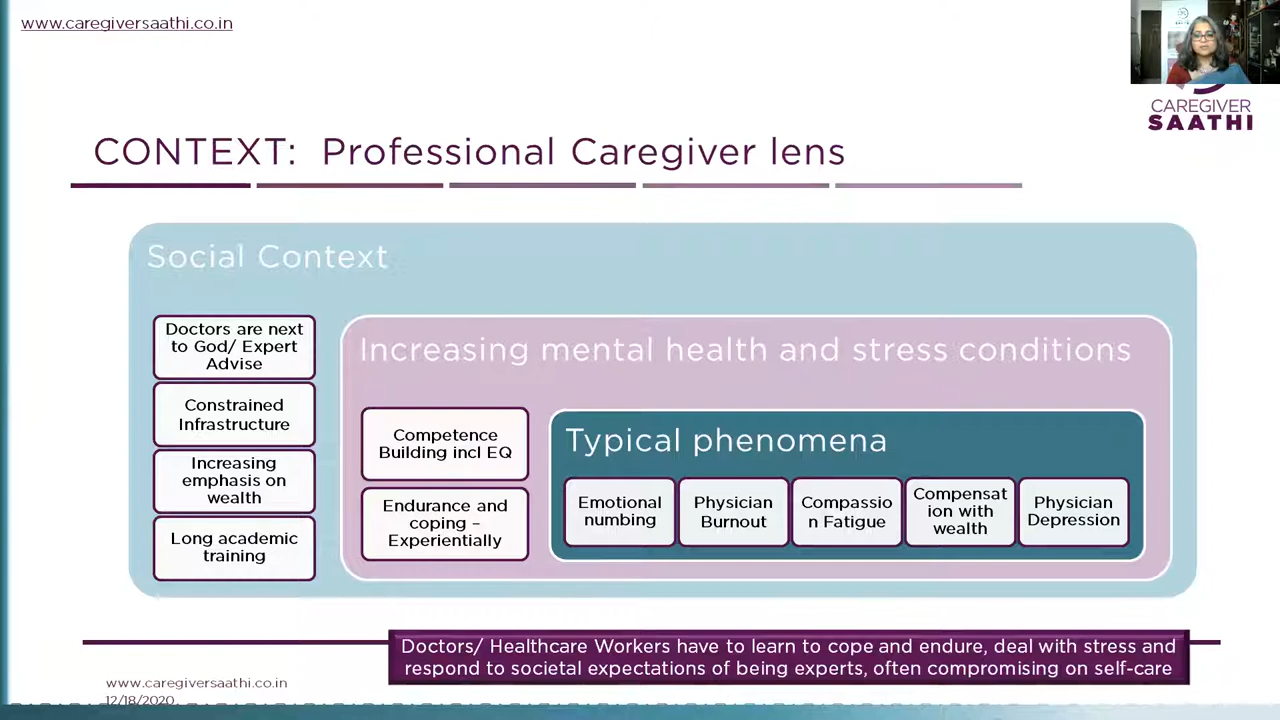 www.caregiversaathi.co.in
CAREGIVER
SAATHI
CONTEXT: Professional Caregiver lens
Social Context
Doctors are next
to God/ Expert
Advise
Constrained
Infrastructure
Increasing
emphasis on
wealth
Long academic
training
Increasing mental health and stress conditions
Competence
Building incl EQ
Endurance and
coping –
Experientially
Typical phenomena
Emotional
numbing
Physician
Burnout
Compassio
n Fatigue
Compensat
ion with
wealth
Physician
Depression
Doctors/ Healthcare Workers have to learn to cope and endure, deal with stress and
respond to societal expectations of being experts, often compromising on self-care
www.caregiversaathi.co.in
12/18/2020